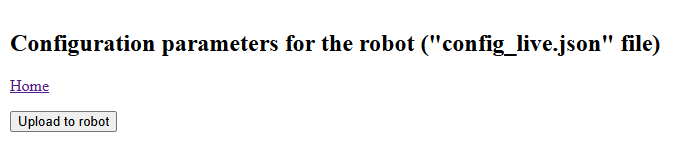 Configuration parameters for the robot ("config_live.json" file)
Home
Upload to robot